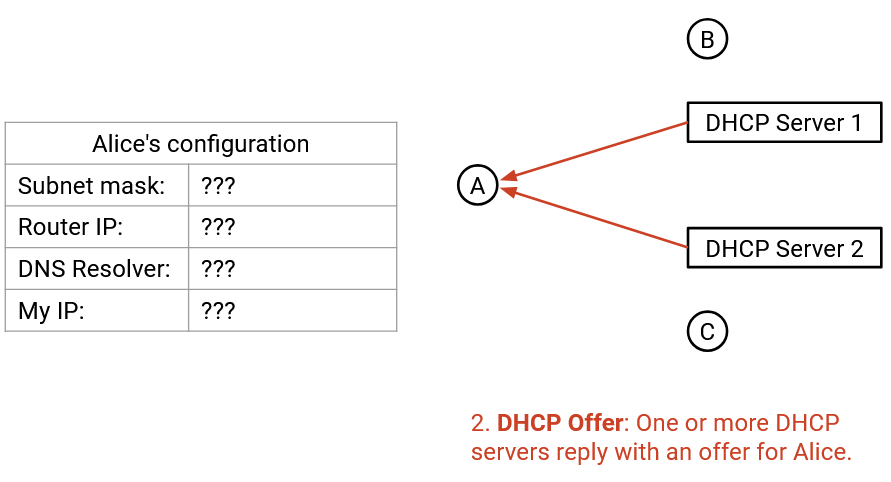 B
DHCP Server 1
Alice's configuration
Subnet mask: ???
A
Router IP: ???
DHCP Server 2
DNS Resolver: ???
My IP: ???
C
2. DHCP Offer: One or more DHCP
servers reply with an offer for Alice.